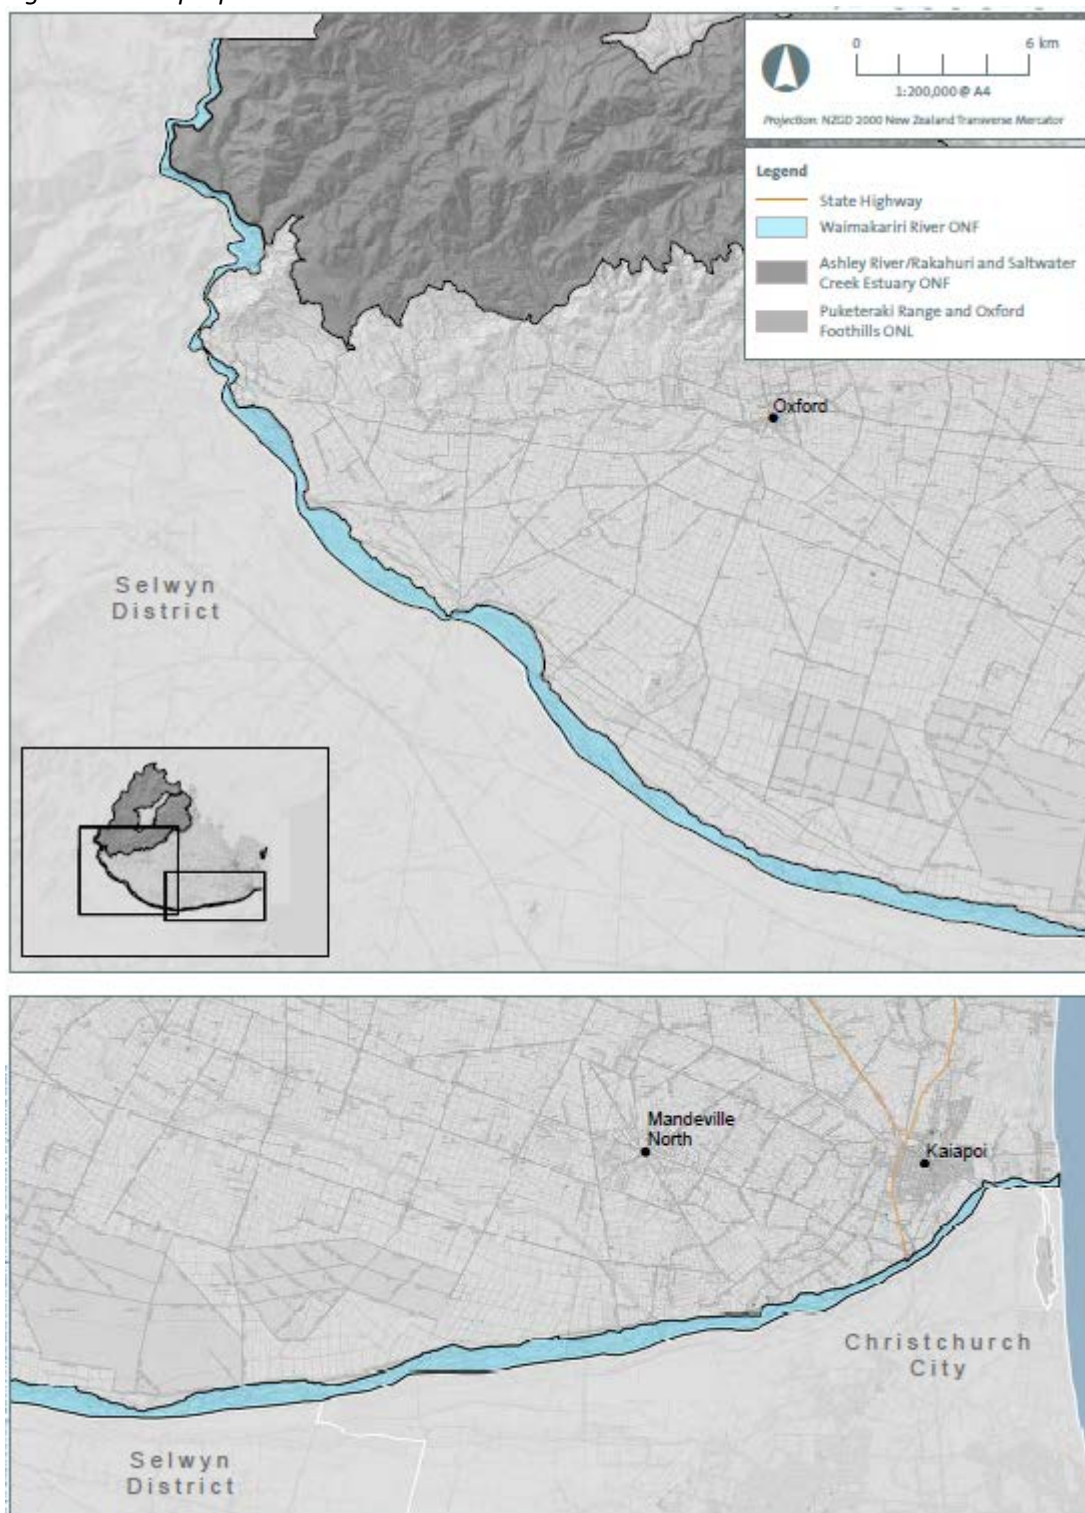 0 6 km
1:200,000 @ A4
Projection: NZGD 2000 New Zealand Transverse Mercator
Legend
State Highway
Waimakariri River ONF
Ashley River/Rakahuri and Saltwater
Creek Estuary ONF
Puketeraki Range and Oxford
Foothills ONL
Oxford
Selwyn
District
Mandeville
North
Kaiapoi
Christchurch
City
Selwyn
District